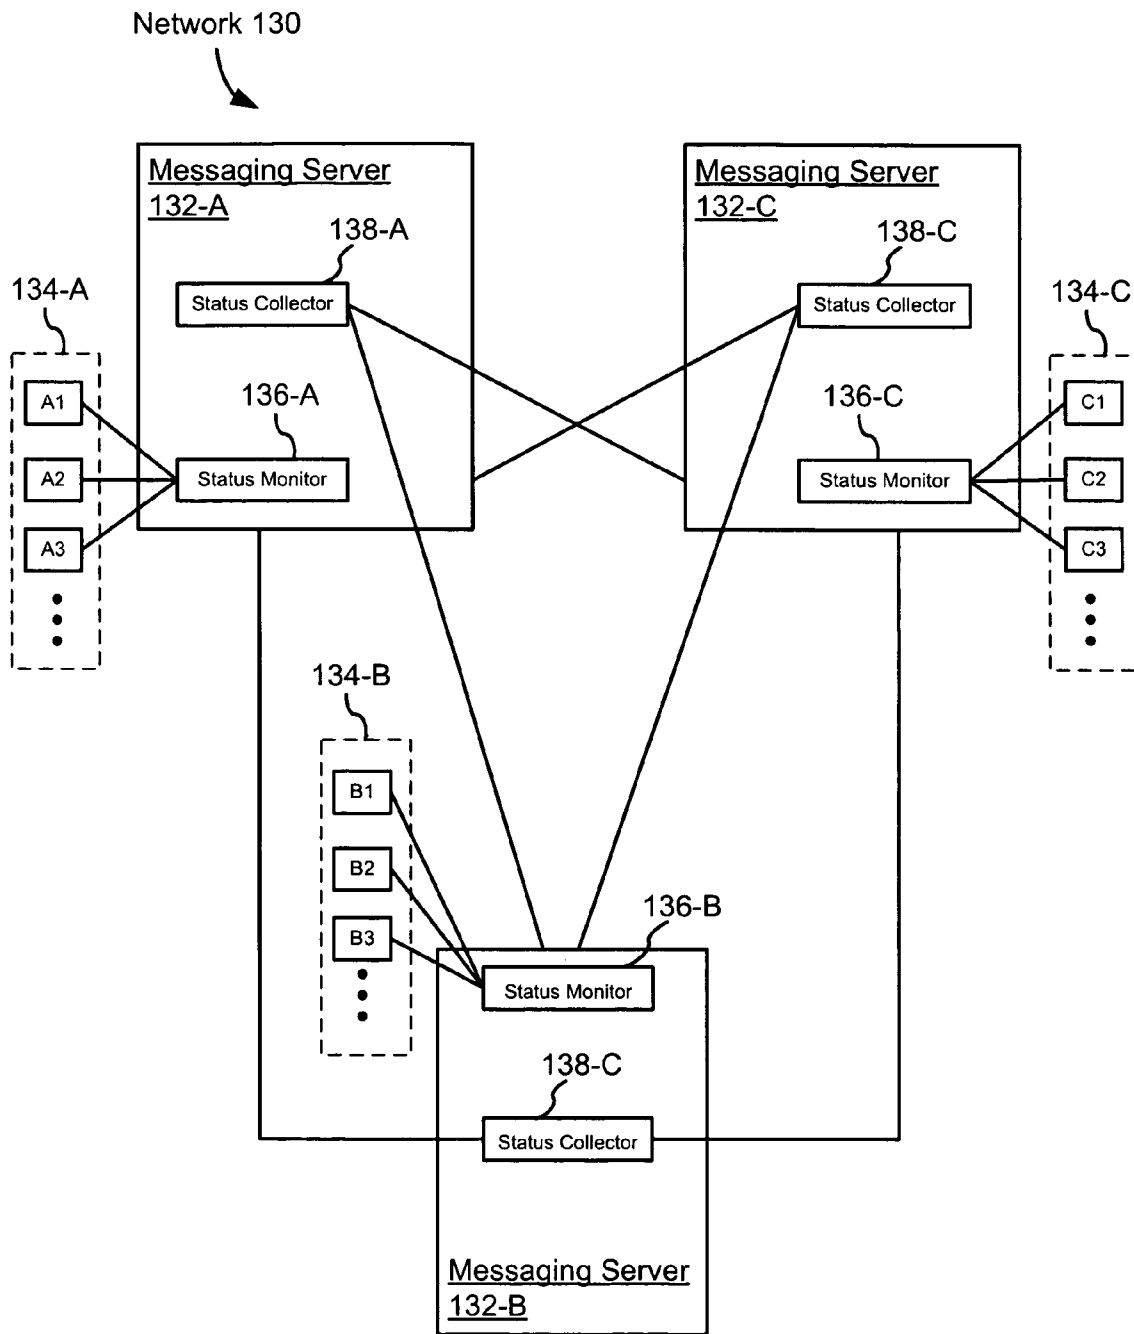 Network 130
Messaging Server
132-A
138-A
Status Collector
136-A
Status Monitor
134-A
A1
A2
A3
Messaging Server
132-C
138-C
Status Collector
136-C
Status Monitor
134-C
C1
C2
C3
134-B
B1
B2
B3
136-B
Status Monitor
138-C
Status Collector
Messaging Server
132-B